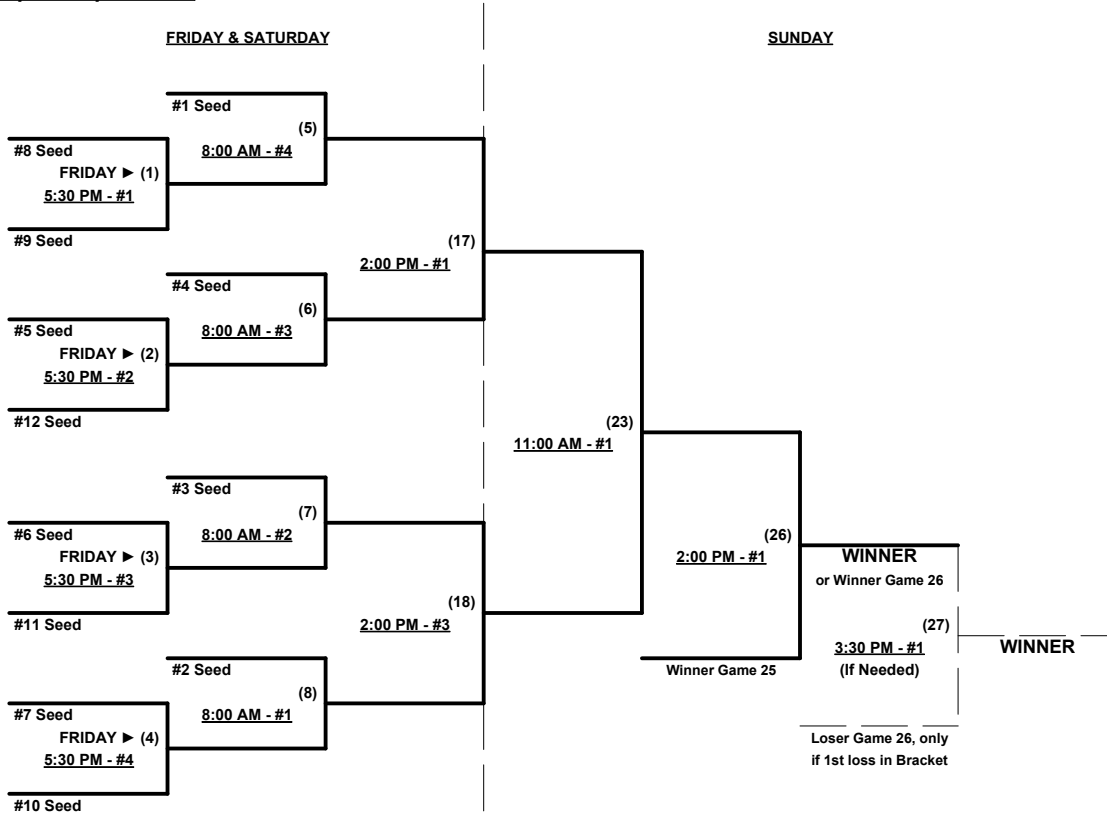 FRIDAY & SATURDAY
SUNDAY
#1 Seed
(5)
8:00 AM - #4
#8 Seed
FRIDAY ► (1)
5:30 PM - #1
#9 Seed
(17)
2:00 PM - #1
#4 Seed
(6)
8:00 AM - #3
#5 Seed
FRIDAY ► (2)
5:30 PM - #2
#12 Seed
(23)
11:00 AM - #1
#3 Seed
(7)
8:00 AM - #2
#6 Seed
FRIDAY ► (3)
5:30 PM - #3
#11 Seed
(26)
2:00 PM - #1
WINNER
or Winner Game 26
(18)
2:00 PM - #3
(27)
3:30 PM - #1
(If Needed)
WINNER
#2 Seed
(8)
8:00 AM - #1
Winner Game 25
#7 Seed
FRIDAY ► (4)
5:30 PM - #4
#10 Seed
Loser Game 26, only
if 1st loss in Bracket